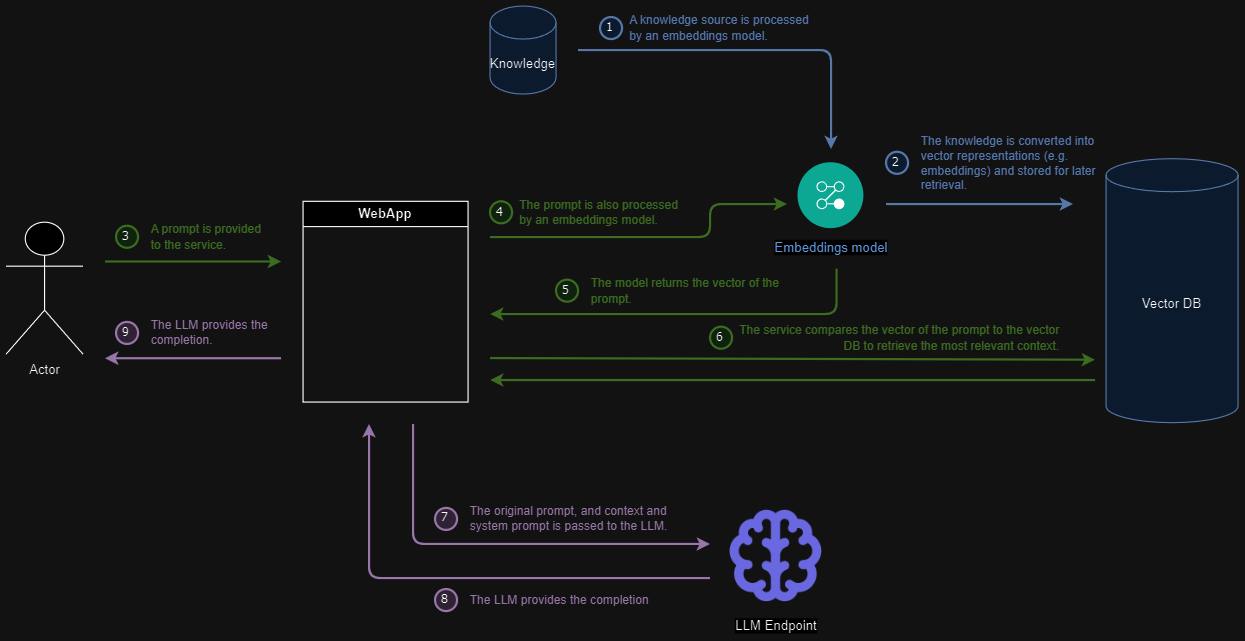 1
A knowledge source is processed
by an embeddings model.
Knowledge
2
The knowledge is converted into
vector representations (e.g.
embeddings) and stored for later
retrieval.
4
The prompt is also processed
by an embeddings model.
WebApp
3
A prompt is provided
to the service.
Embeddings model
5
The model returns the vector of the
prompt.
Vector DB
9
The LLM provides the
completion.
6
The service compares the vector of the prompt to the vector
DB to retrieve the most relevant context.
Actor
7
The original prompt, and context and
system prompt is passed to the LLM.
8
The LLM provides the completion
LLM Endpoint